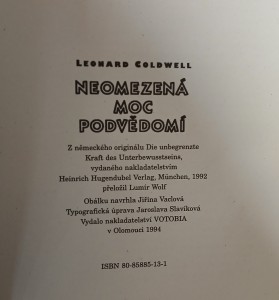 LEONARD COLDWELL
NEOMEZENÁ
MOC
PODVĚDOMÍ
Z německého originálu Die unbegrenzte
Kraft des Unterbewusstseins,
vydaného nakladatelstvím
Heinrich Hugendubel Verlag, München, 1992
přeložil Lumír Wolf
Obálku navrhla Jiřina Vaclová
Typografická úprava Jaroslava Slavíková
Vydalo nakladatelství VOTOBIA
v Olomouci 1994
ISBN 80-85885-13-1